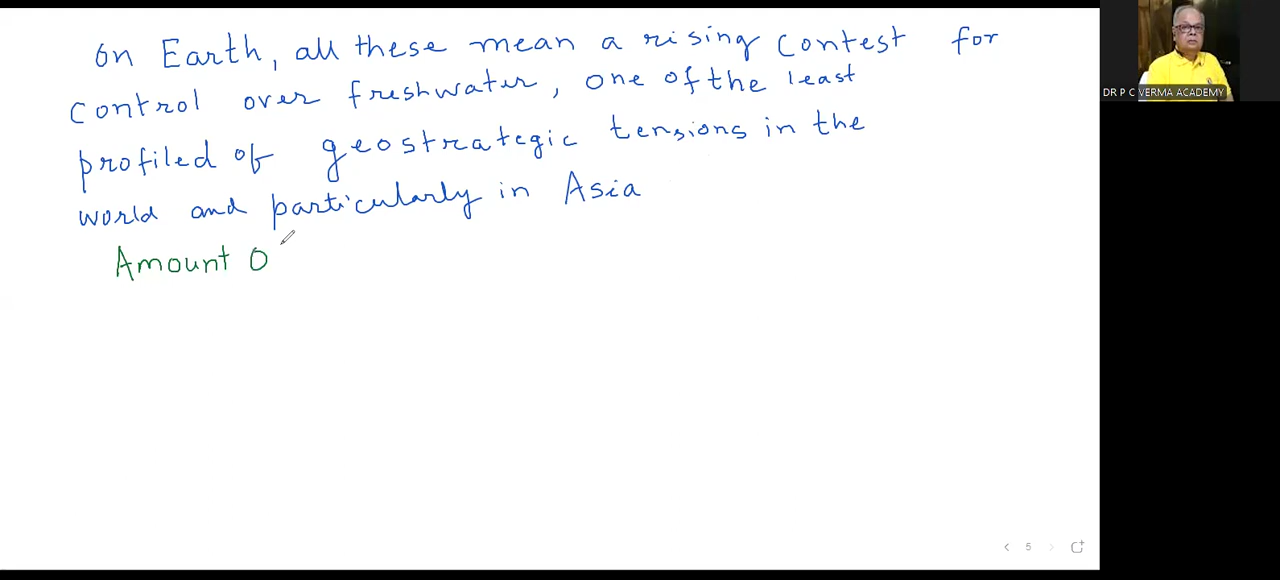 On Earth, all these mean a rising contest for
control over freshwater, one of the least
profiled of geostrategic tensions in the
world and particularly in Asia
Amount O
DR P C VERMA ACADEMY
5